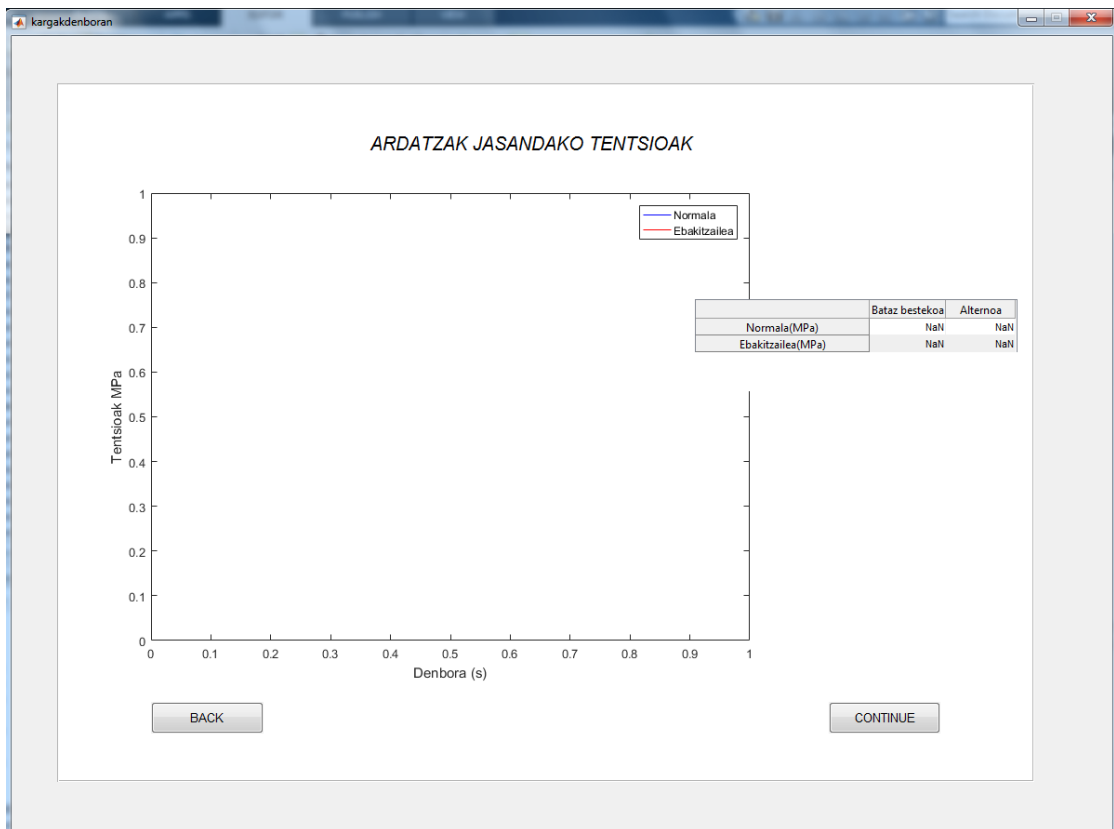 kargakdenboran
ARDATZAK JASANDAKO TENTSIOAK
1
0.9
0.8
0.7
0.6
0.5
0.4
0.3
0.2
0.1
0
Tentsioak MPa
Normala
Ebakitzailea
Bataz bestekoa Alternoa
Normala(MPa) NaN NaN
Ebakitzailea(MPa) NaN NaN
0 0.1 0.2 0.3 0.4 0.5 0.6 0.7 0.8 0.9 1
Denbora (s)
BACK CONTINUE